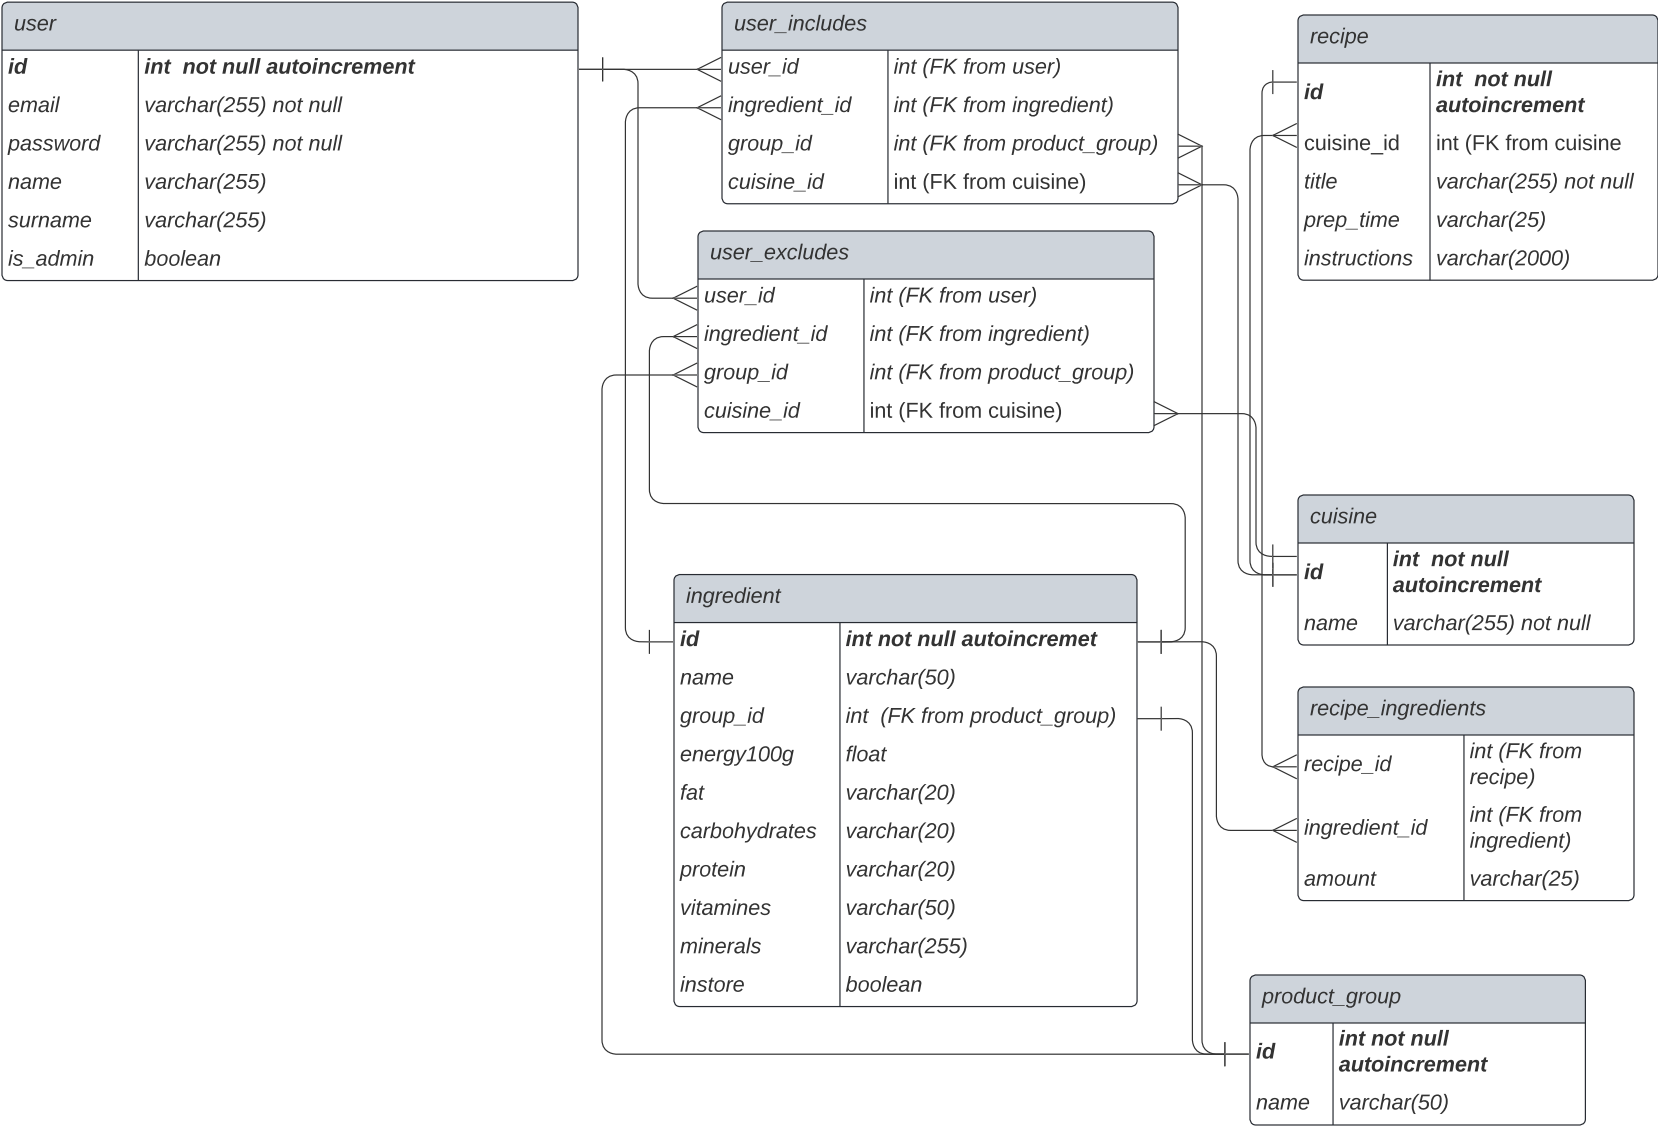 user
id int  not null autoincrement
email varchar(255) not null
password varchar(255) not null
name varchar(255)
surname varchar(255)
is_admin boolean
user_includes
user_id int (FK from user)
ingredient_id int (FK from ingredient)
group_id int (FK from product_group)
cuisine_id int (FK from cuisine)
recipe
id int  not null
autoincrement
cuisine_id int (FK from cuisine
title varchar(255) not null
prep_time varchar(25)
instructions varchar(2000)
user_excludes
user_id int (FK from user)
ingredient_id int (FK from ingredient)
group_id int (FK from product_group)
cuisine_id int (FK from cuisine)
cuisine
id int  not null
autoincrement
name varchar(255) not null
ingredient
id int not null autoincremet
name varchar(50)
group_id int  (FK from product_group)
energy100g float
fat varchar(20)
carbohydrates varchar(20)
protein varchar(20)
vitamines varchar(50)
minerals varchar(255)
instore boolean
recipe_ingredients
recipe_id int (FK from
recipe)
ingredient_id int (FK from
ingredient)
amount varchar(25)
product_group
id int not null
autoincrement
name varchar(50)